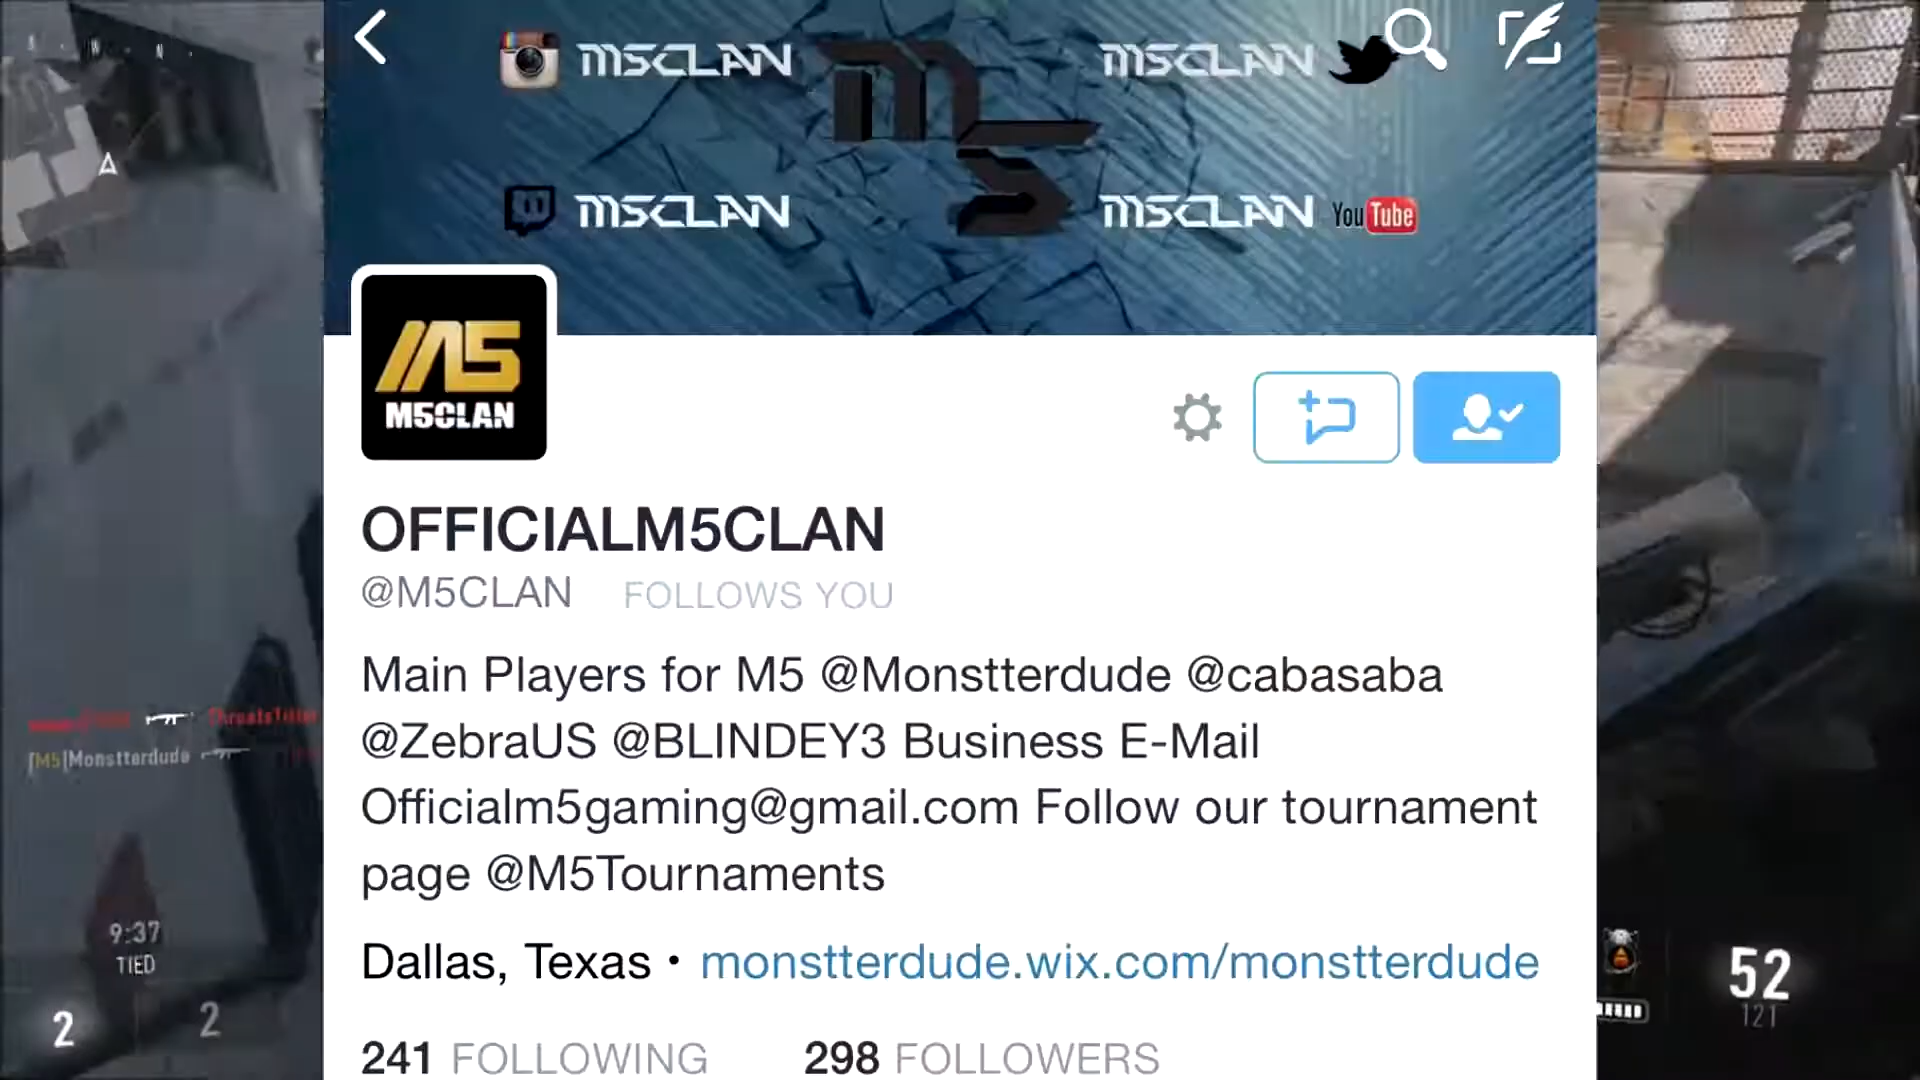 M5CLAN
M5CLAN
M5
M5CLAN
M5CLAN YouTube
M5
M5CLAN
OFFICIALM5CLAN
@M5CLAN FOLLOWS YOU
Main Players for M5 @Monstterdude @cabasaba
@ZebraUS @BLINDEY3 Business E-Mail
Officialm5gaming@gmail.com Follow our tournament
page @M5Tournaments
Dallas, Texas • monstterdude.wix.com/monstterdude
241 FOLLOWING 298 FOLLOWERS
[M5]Monstterdude
9:37
TIED
2 2
52
121